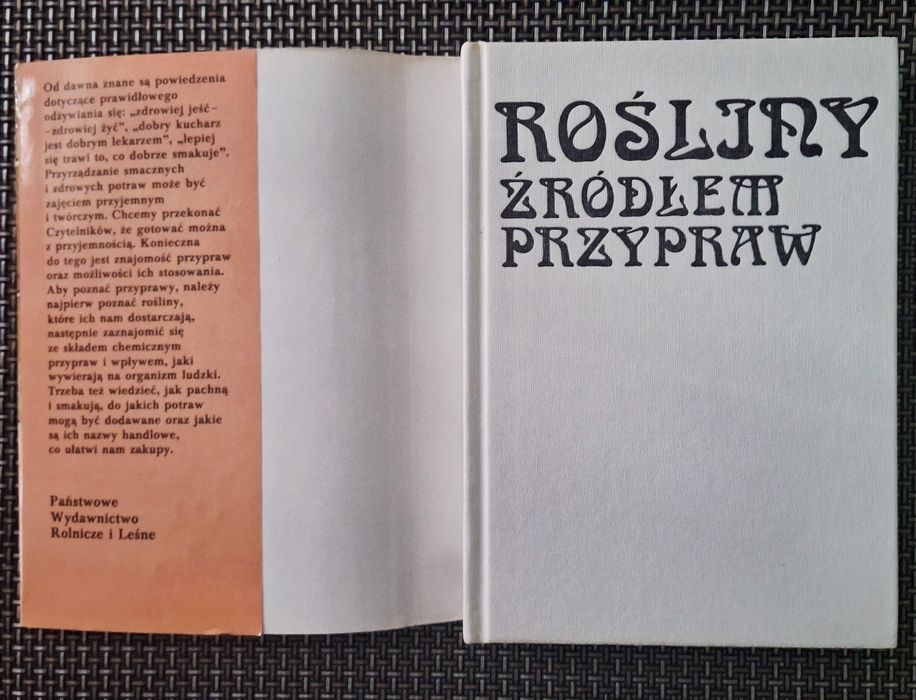 Od dawna znane są powiedzenia
dotyczące prawidłowego
odżywiania się: „zdrowiej jeść –
– zdrowiej żyć”, „dobry kucharz
jest dobrym lekarzem”, „lepiej
się trawi to, co dobrze smakuje”.
Przyrządzanie smacznych
i zdrowych potraw może być
zajęciem przyjemnym
i twórczym. Chcemy przekonać
Czytelników, że gotować można
z przyjemnością. Konieczna
do tego jest znajomość przypraw
oraz możliwości ich stosowania.
Aby poznać przyprawy, należy
najpierw poznać rośliny,
które ich nam dostarczają,
następnie zaznajomić się
ze składem chemicznym
przypraw i wpływem, jaki
wywierają na organizm ludzki.
Trzeba też wiedzieć, jak pachną
i smakują, do jakich potraw
mogą być dodawane oraz jakie
są ich nazwy handlowe,
co ułatwi nam zakupy.
Państwowe
Wydawnictwo
Rolnicze i Leśne
ROŚLINY
ŹRÓDŁEM
PRZYPRAW